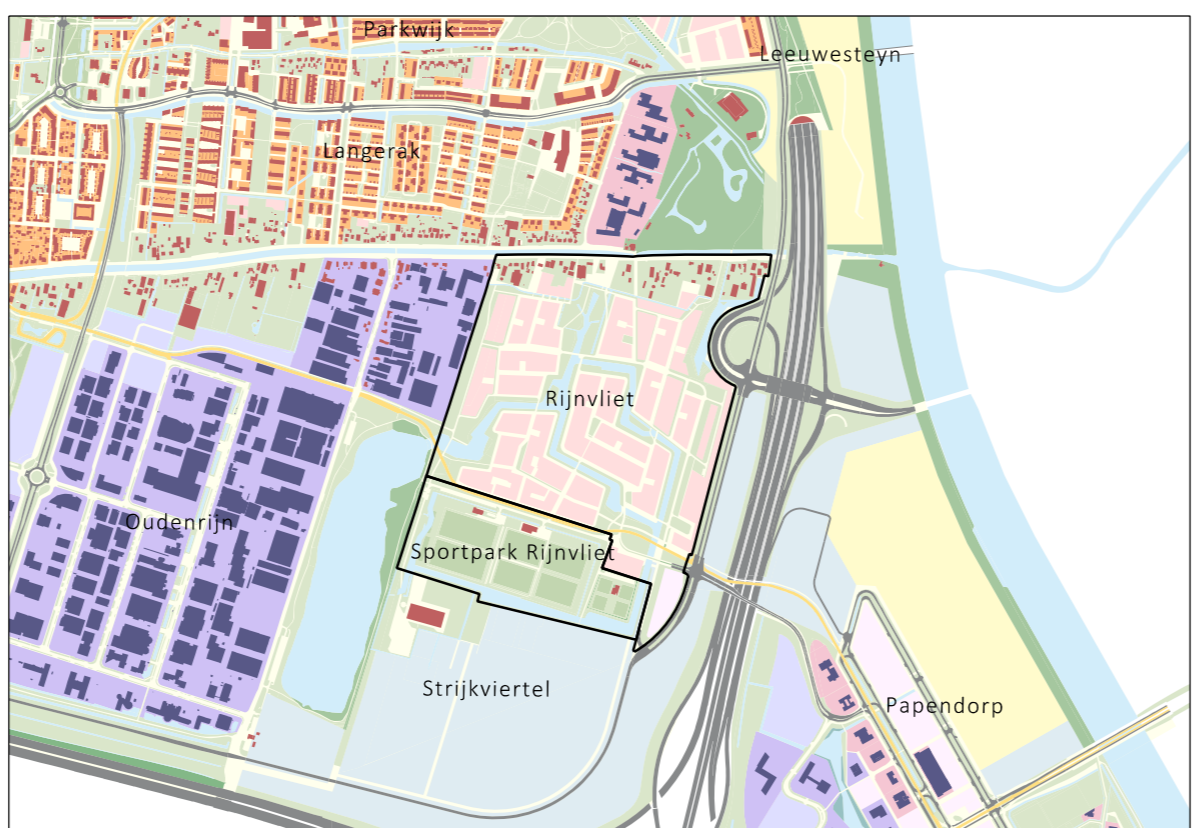 Parkwijk
Leeuwesteyn
Langerak
Rijnvliet
Oudenrijn
Sportpark Rijnvliet
Strijkviertel
Papendorp